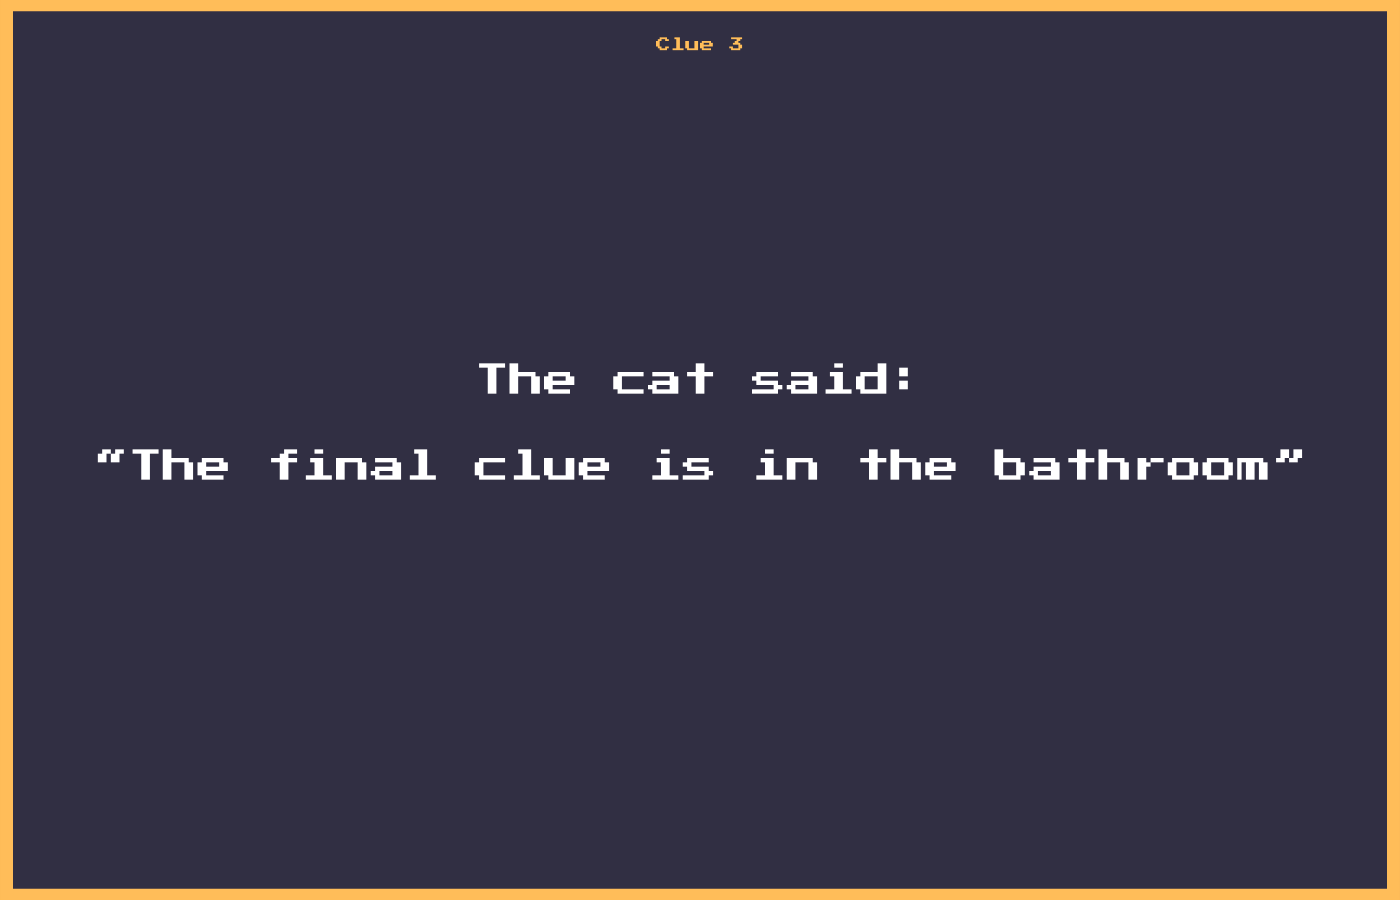 Clue 3
The cat said:
“The final clue is in the bathroom”